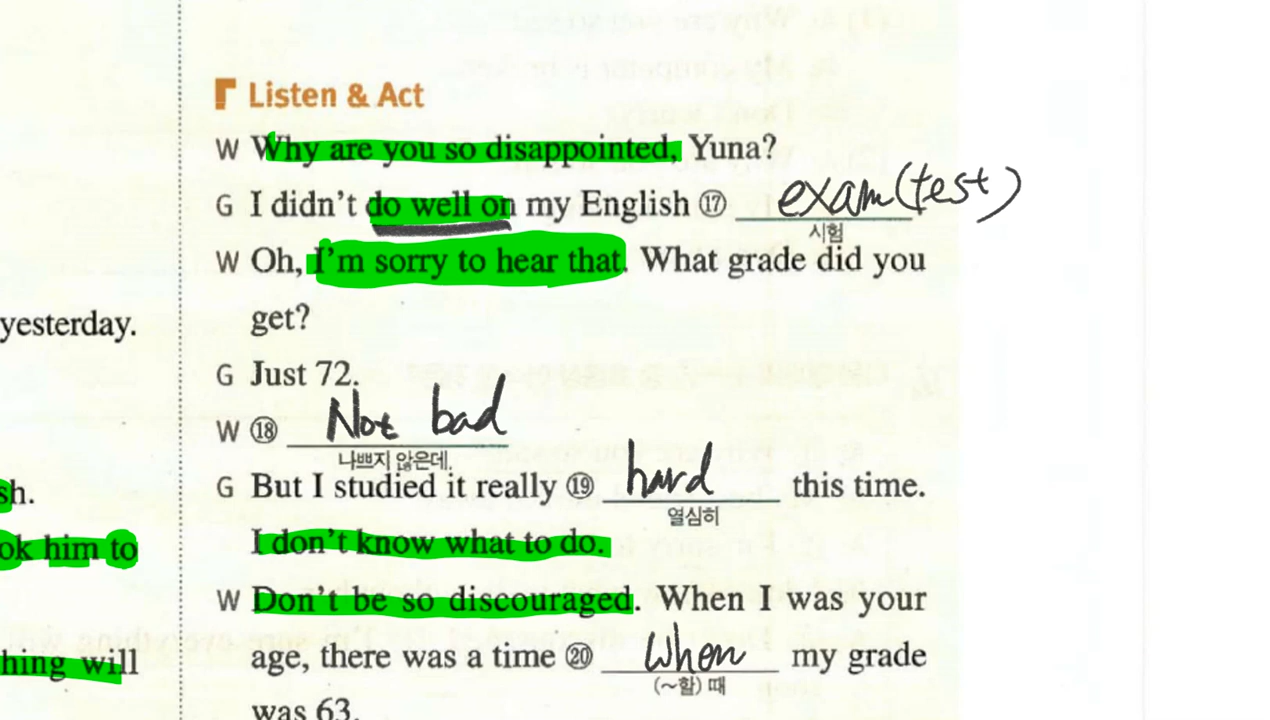 Listen & Act
W Why are you so disappointed, Yuna?
G I didn't do well on my English ⑰ exam(test)
시험
W Oh, I'm sorry to hear that. What grade did you
get?
yesterday.
G Just 72.
W ⑱ Not bad
나쁘지 않은데.
G But I studied it really ⑲ hard this time.
열심히
sh.
I don't know what to do.
ok him to
W Don't be so discouraged. When I was your
age, there was a time ⑳ when my grade
(~할) 때
hing will
was 63.